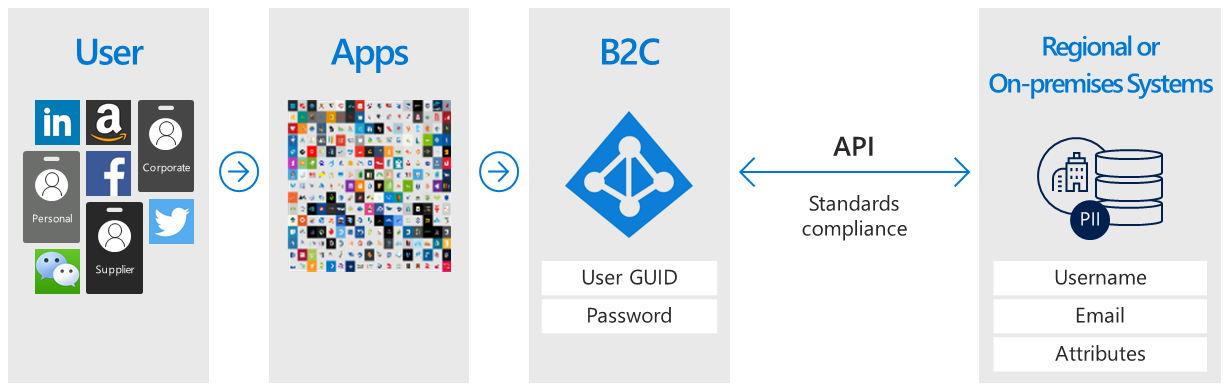 User
in
a
Corporate
Personal
f
Supplier
Apps
B2C
User GUID
Password
API
Standards
compliance
Regional or
On-premises Systems
PII
Username
Email
Attributes